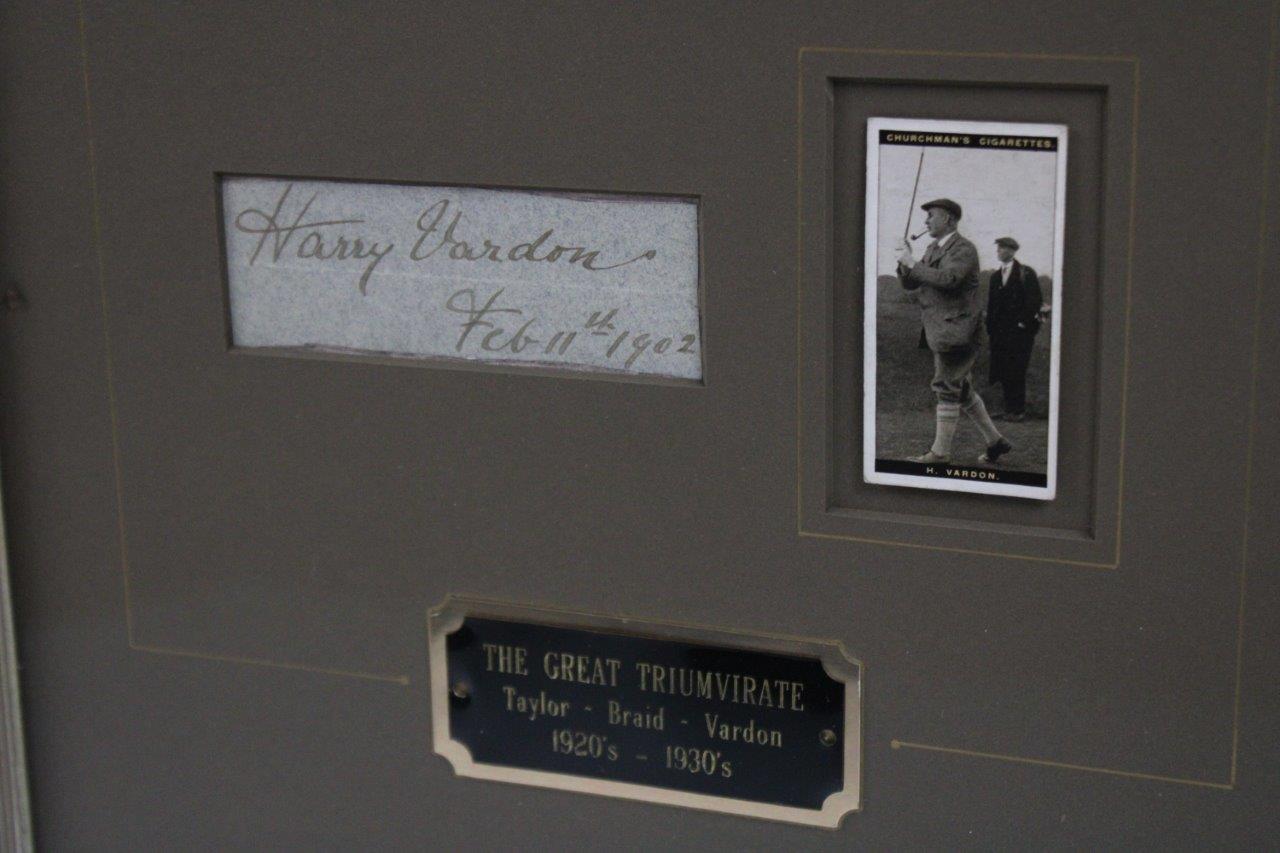 Harry Vardon.
Feb 11th 1902
CHURCHMAN'S CIGARETTES.
H. VARDON.
THE GREAT TRIUMVIRATE
Taylor - Braid - Vardon
1920's - 1930's